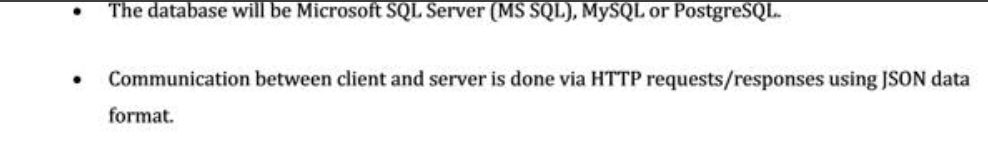 • The database will be Microsoft SQL Server (MS SQL), MySQL or PostgreSQL.
• Communication between client and server is done via HTTP requests/responses using JSON data
format.